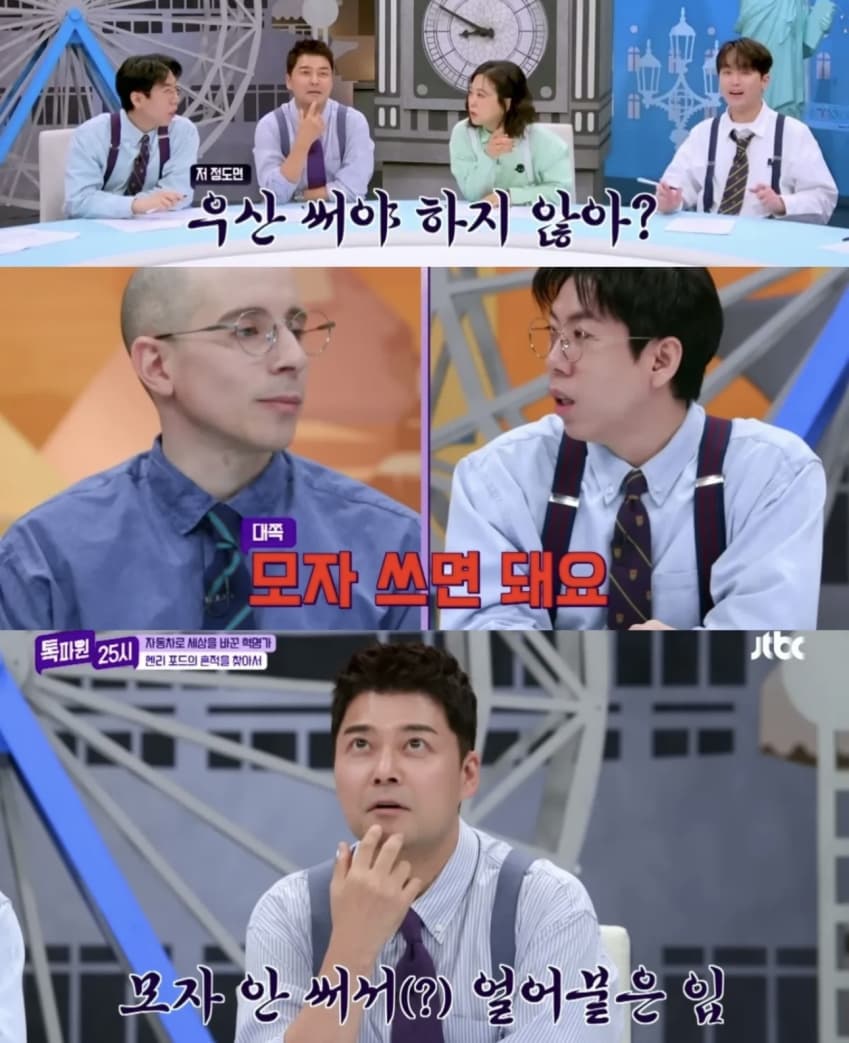 저 정도면
우산 써야 하지 않아?
대쪽
모자 쓰면 돼요
톡파원 25시
자동차로 세상을 바꾼 혁명가
헨리 포드의 흔적을 찾아서
jtbc
모자 안 써서(?) 얼어붙은 입